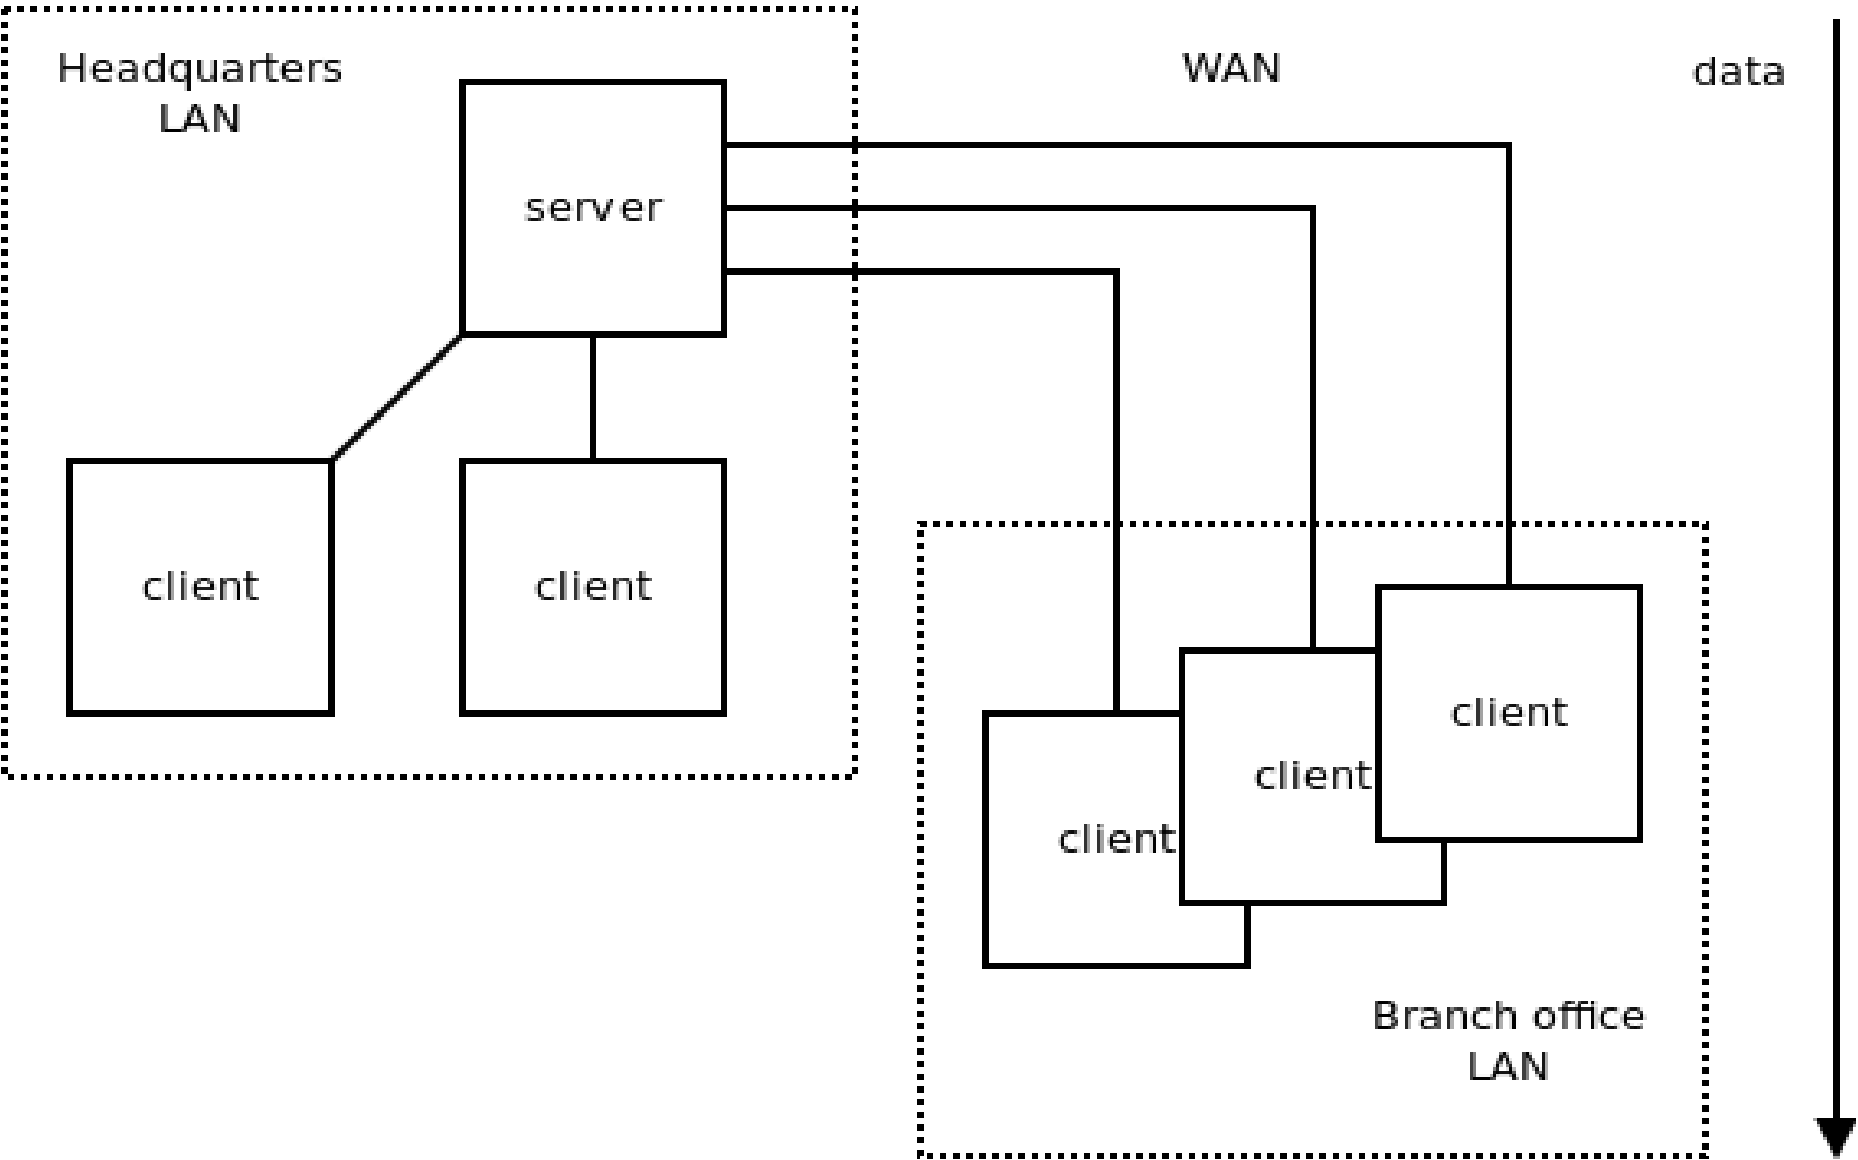 Headquarters
LAN
WAN
data
server
client
client
client
client
client
Branch office
LAN